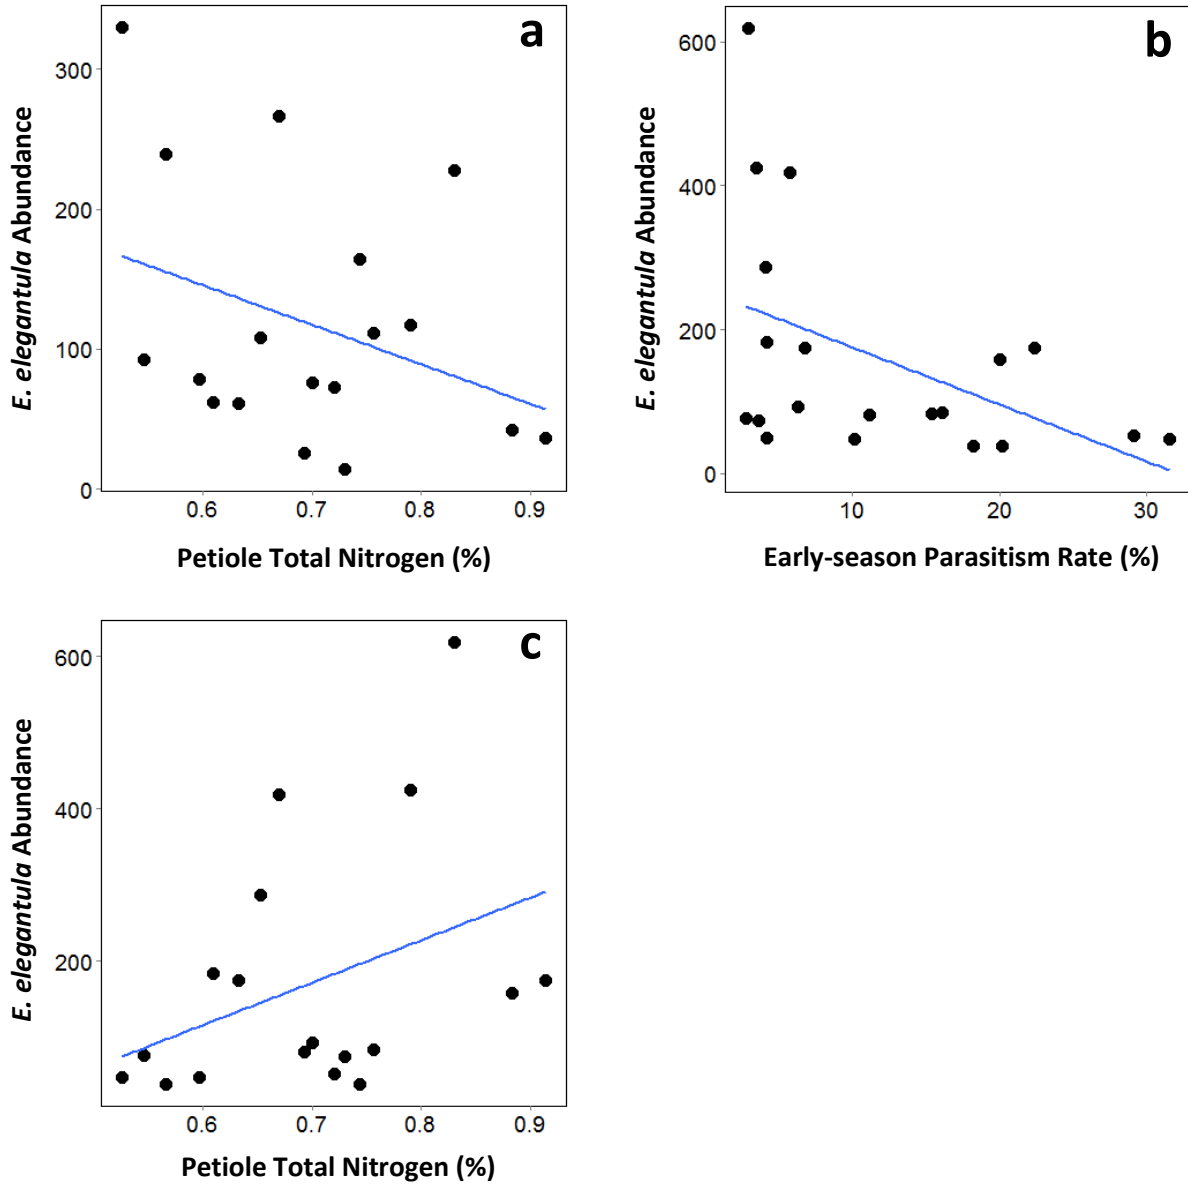 a
300
200
100
0
E. elegantula Abundance
0.6 0.7 0.8 0.9
Petiole Total Nitrogen (%)
b
600
400
200
0
E. elegantula Abundance
10 20 30
Early-season Parasitism Rate (%)
c
600
400
200
E. elegantula Abundance
0.6 0.7 0.8 0.9
Petiole Total Nitrogen (%)